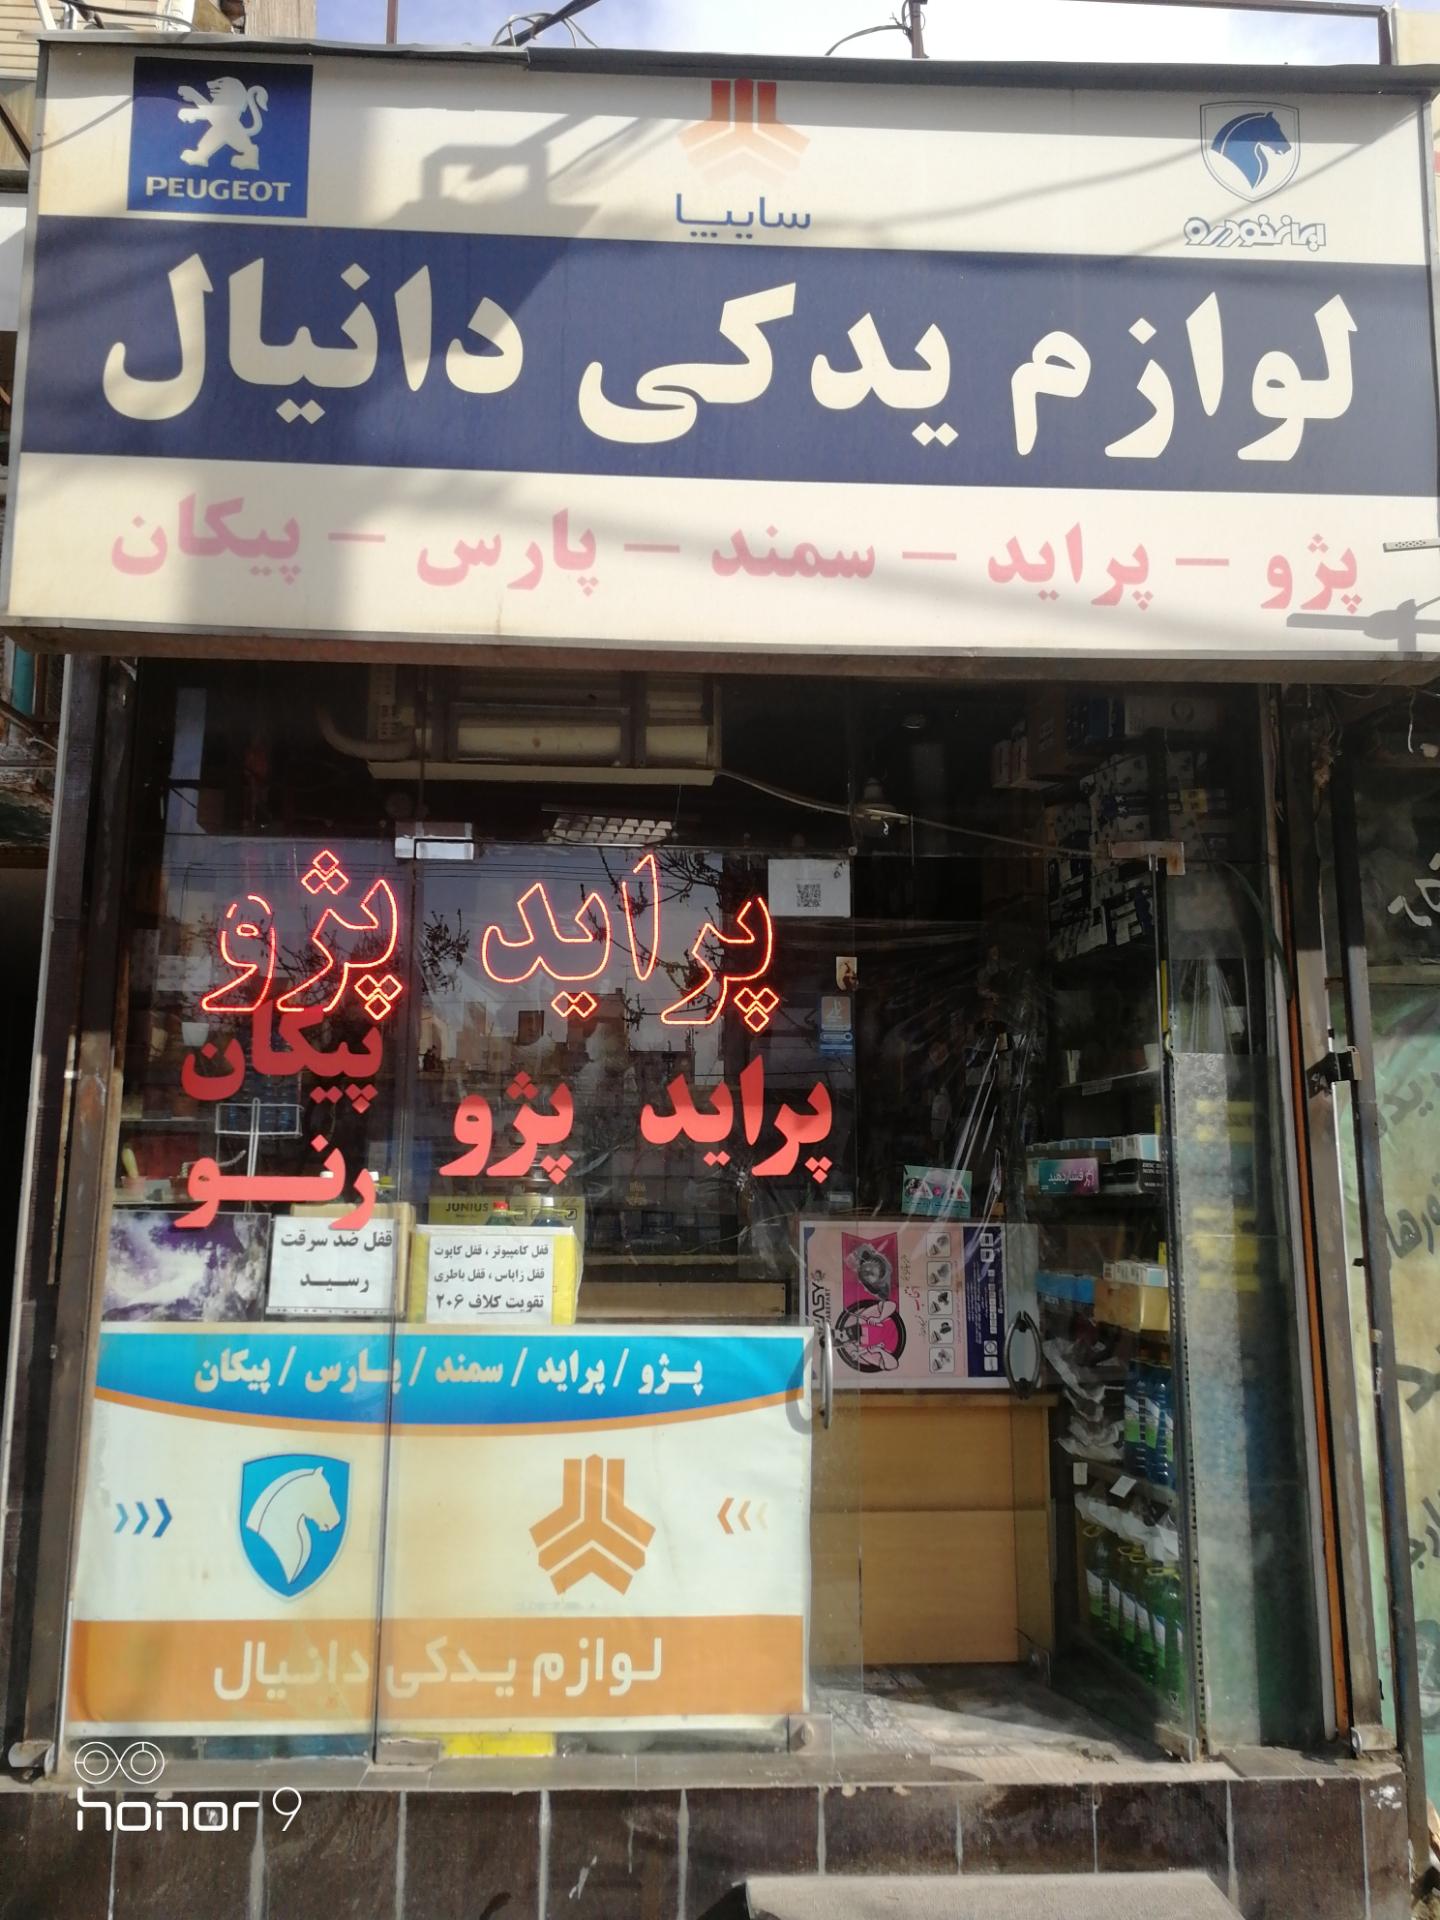 PEUGEOT
سایپا
ایران‌خودرو
لوازم یدکی دانیال
پژو - پراید - سمند - پارس - پیکان
پراید پژو
پیکان
پراید پژو
رنو
JUNIUS
قفل ضد سرقت
رسید
قفل کامپیوتر ، قفل کاپوت
قفل زاپاس ، قفل باطری
تقویت کلاف ۲۰۶
پژو / پراید / سمند / پارس / پیکان
لوازم یدکی دانیال
honor 9